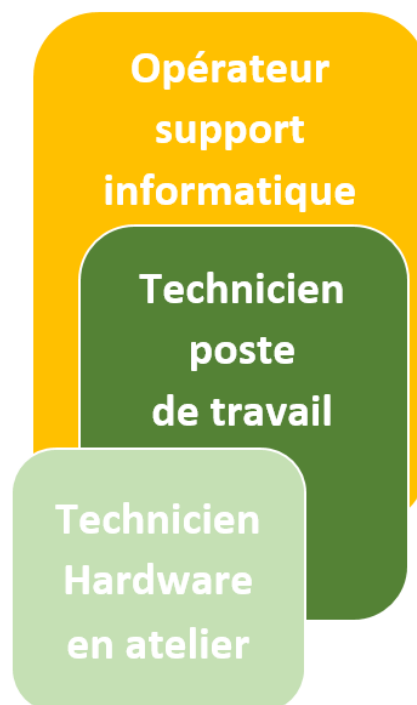 Opérateur
support
informatique
Technicien
poste
de travail
Technicien
Hardware
en atelier